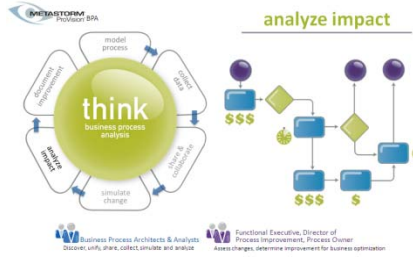 METASTORM
ProVision BPA
analyze impact
model
process
collect
data
share &
collaborate
simulate
change
analyze
impact
document
improvement
think
business process
analysis
$$$
$$$
$
$
Business Process Architects & Analysts
Discover, unify, share, collect, simulate and analyze
Functional Executive, Director of
Process Improvement, Process Owner
Assess changes, determine improvement for business optimization